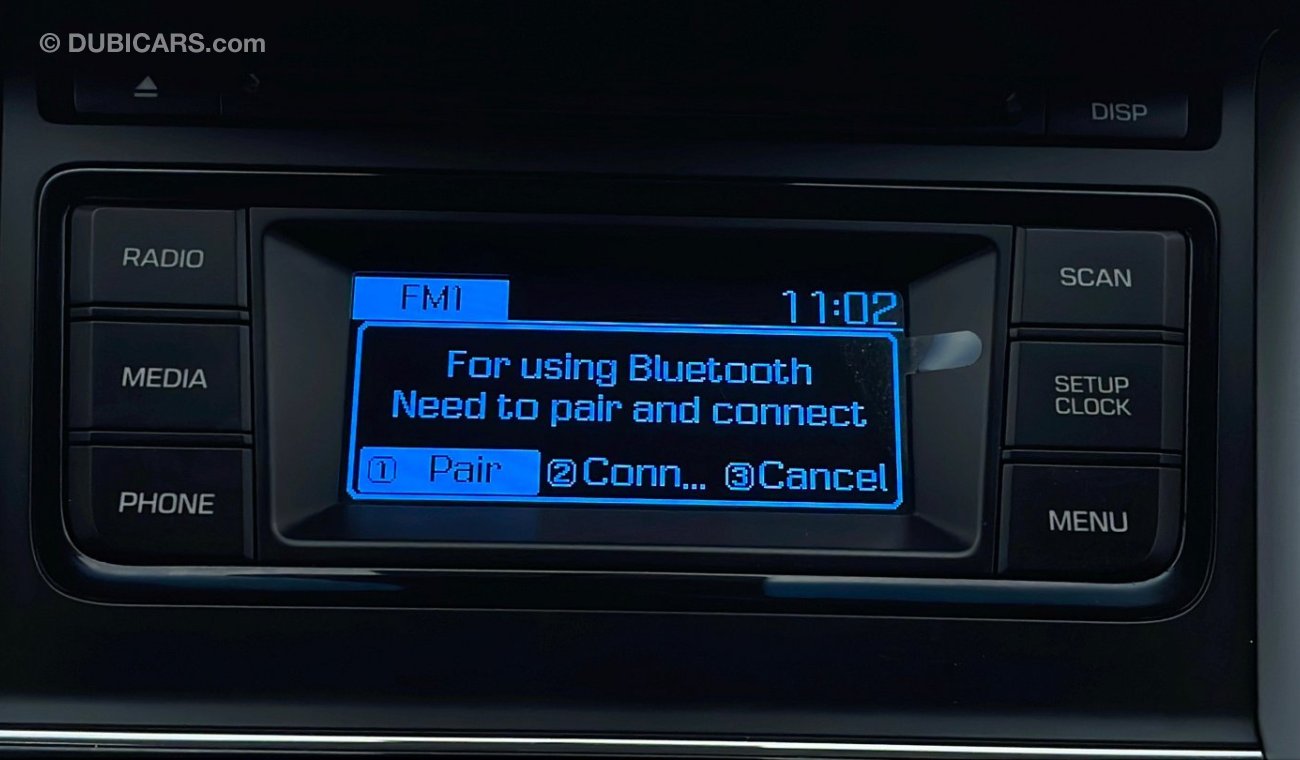 © DUBICARS.com
DISP
RADIO
MEDIA
PHONE
FM1
11:02
For using Bluetooth
Need to pair and connect
① Pair ②Conn... ③Cancel
SCAN
SETUP
CLOCK
MENU